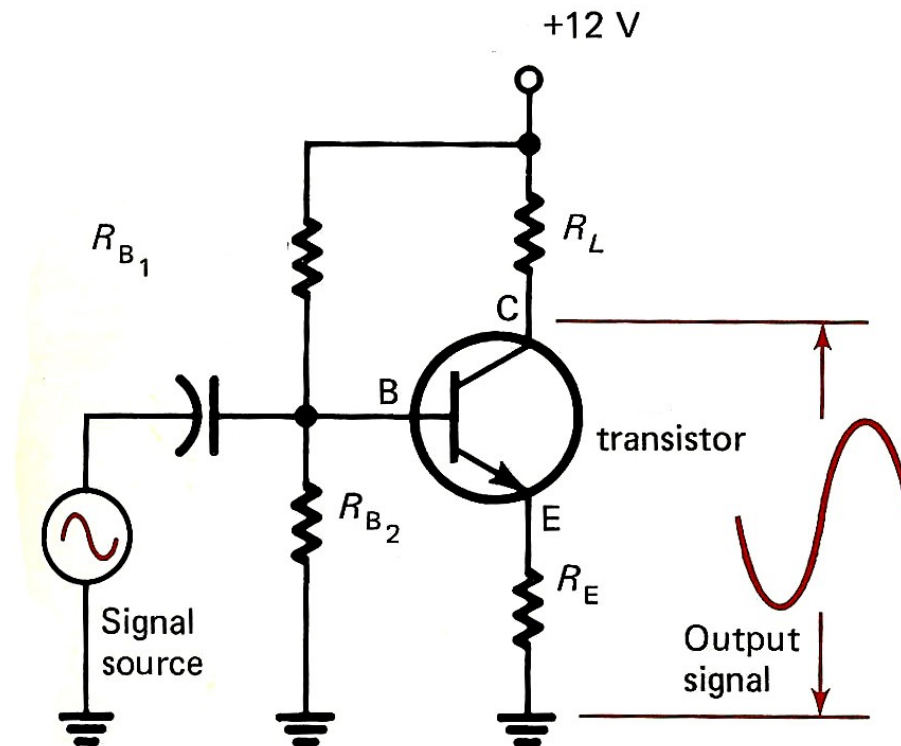 +12 V
R_B₁
R_L
C
B
transistor
R_B₂
E
R_E
Signal
source
Output
signal